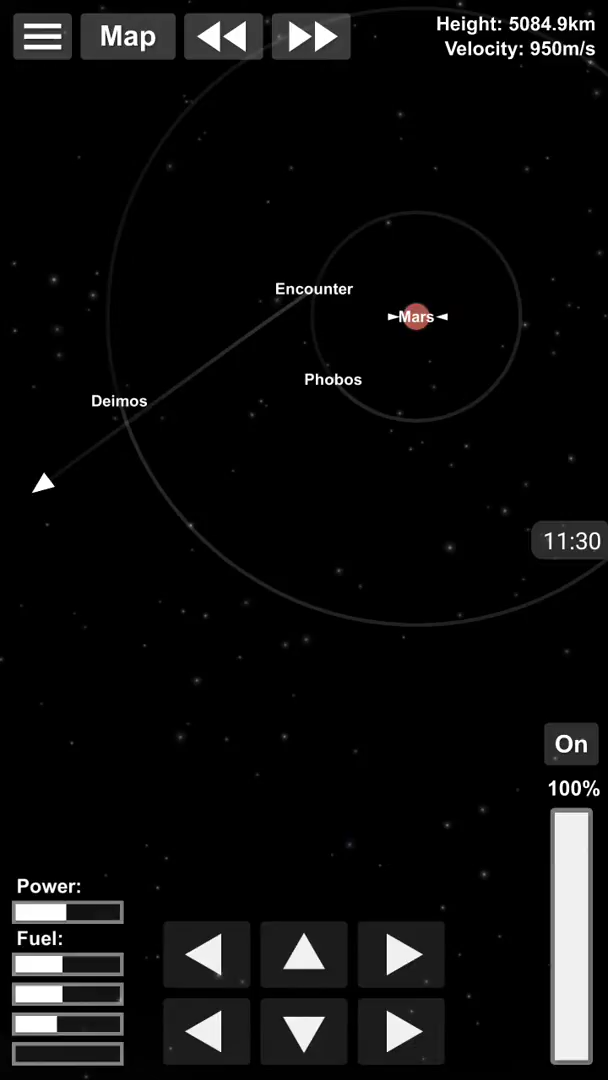 Map
Height: 5084.9km
Velocity: 950m/s
Encounter
Mars
Phobos
Deimos
11:30
On
100%
Power:
Fuel: